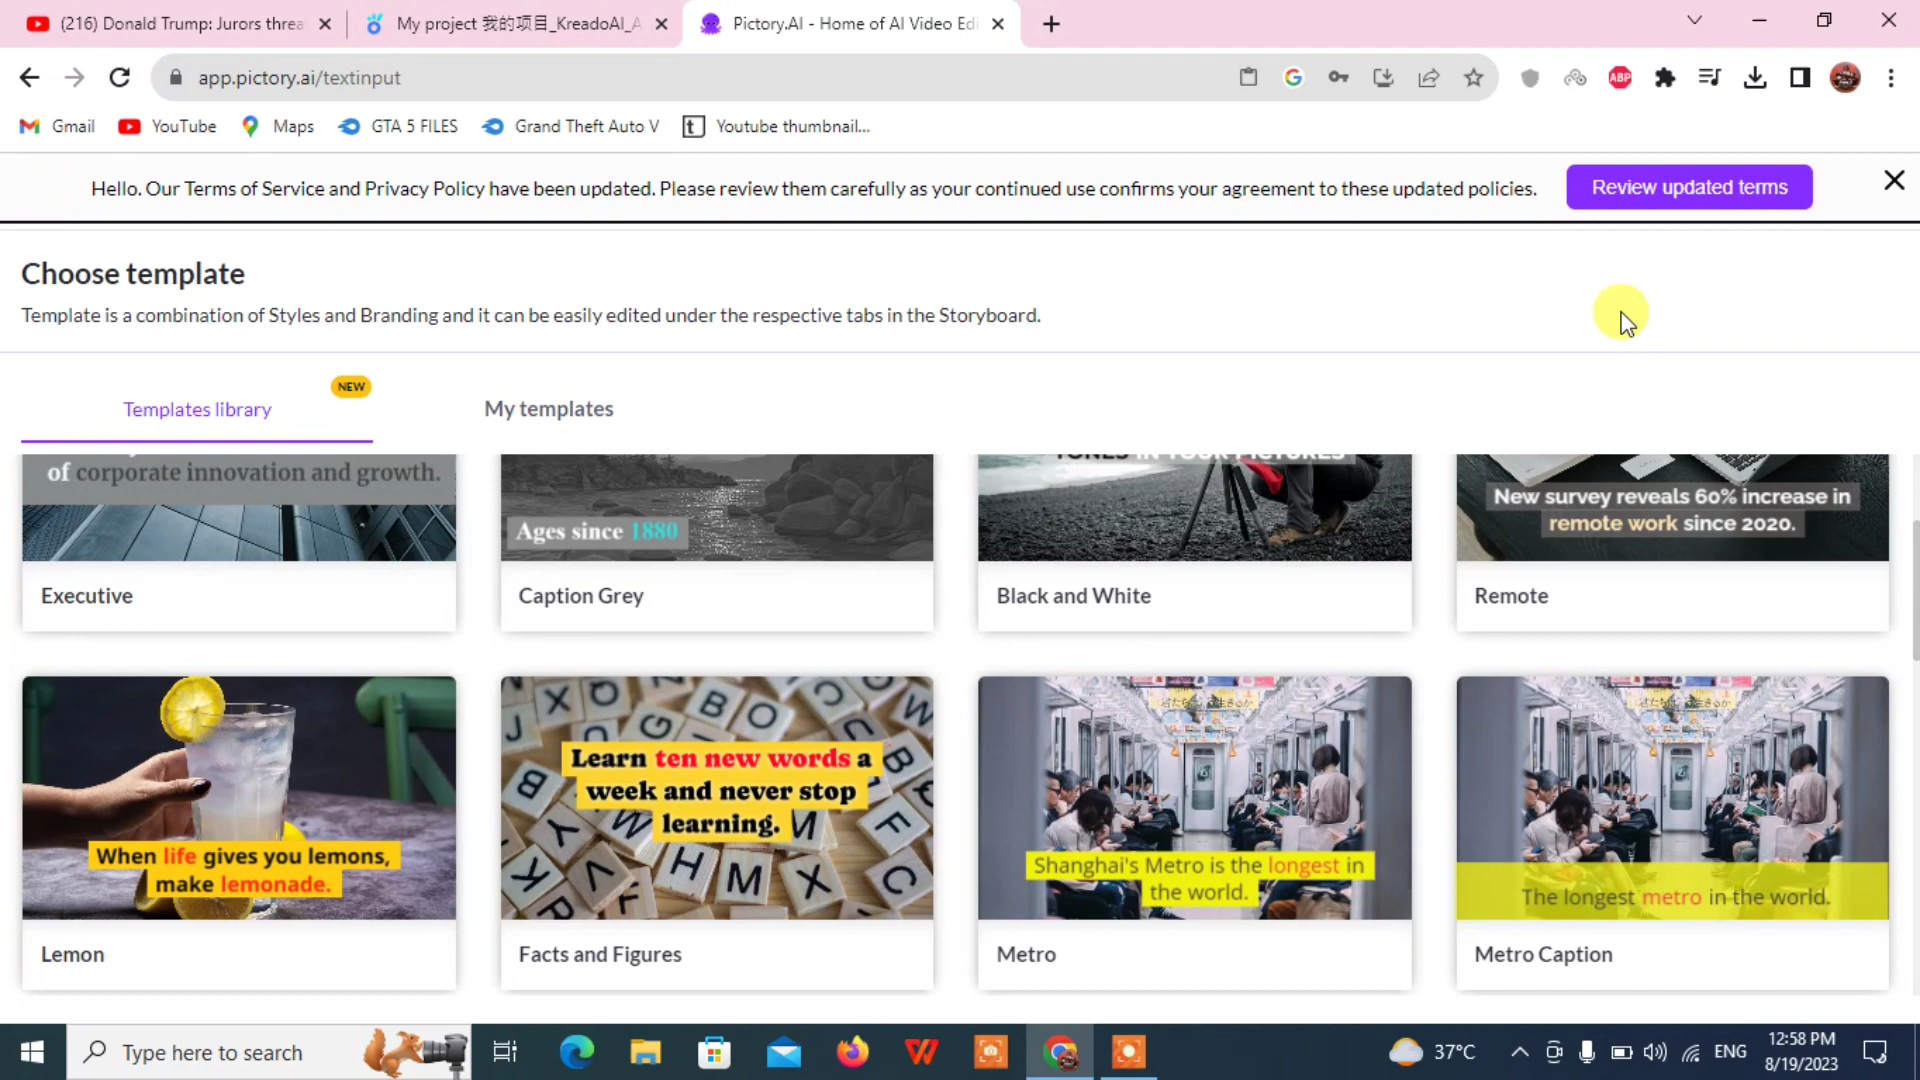 (216) Donald Trump: Jurors threa
My project 我的项目_KreadoAI_A
Pictory.AI - Home of AI Video Edi
app.pictory.ai/textinput
ABP
Gmail
YouTube
Maps
GTA 5 FILES
Grand Theft Auto V
Youtube thumbnail...
Hello. Our Terms of Service and Privacy Policy have been updated. Please review them carefully as your continued use confirms your agreement to these updated policies.
Review updated terms
Choose template
Template is a combination of Styles and Branding and it can be easily edited under the respective tabs in the Storyboard.
NEW
Templates library
My templates
of corporate innovation and growth.
Ages since 1880
TONES IN YOUR PICTURES
New survey reveals 60% increase in
remote work since 2020.
Executive
Caption Grey
Black and White
Remote
When life gives you lemons,
make lemonade.
Learn ten new words a
week and never stop
learning.
Shanghai's Metro is the longest in
the world.
The longest metro in the world.
Lemon
Facts and Figures
Metro
Metro Caption
Type here to search
37°C
ENG
12:58 PM
8/19/2023